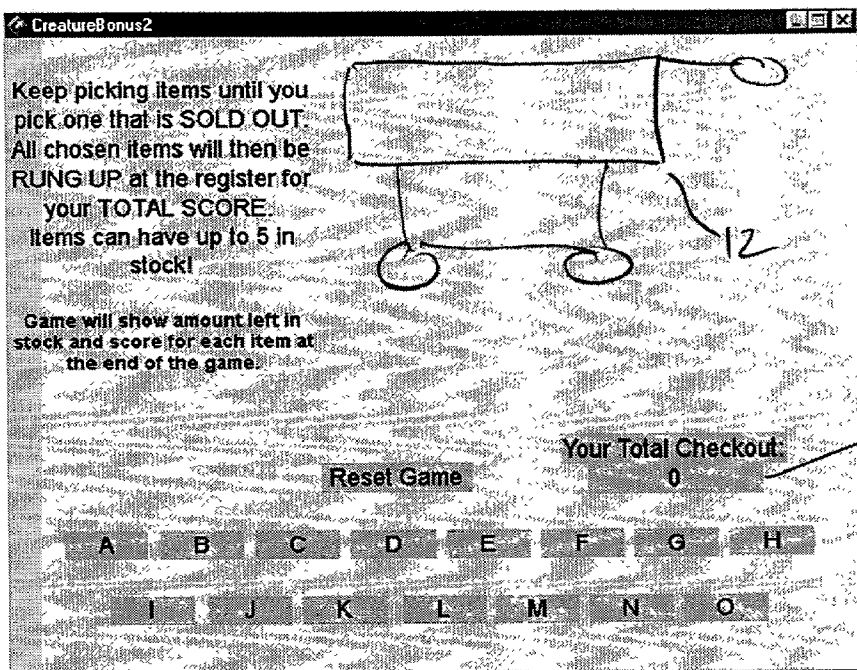 CreatureBonus2
Keep picking items until you
pick one that is SOLD OUT.
All chosen items will then be
RUNG UP at the register for
your TOTAL SCORE.
Items can have up to 5 in
stock!
12
Game will show amount left in
stock and score for each item at
the end of the game.
Your Total Checkout:
Reset Game
0
A B C D E F G H
I J K L M N O